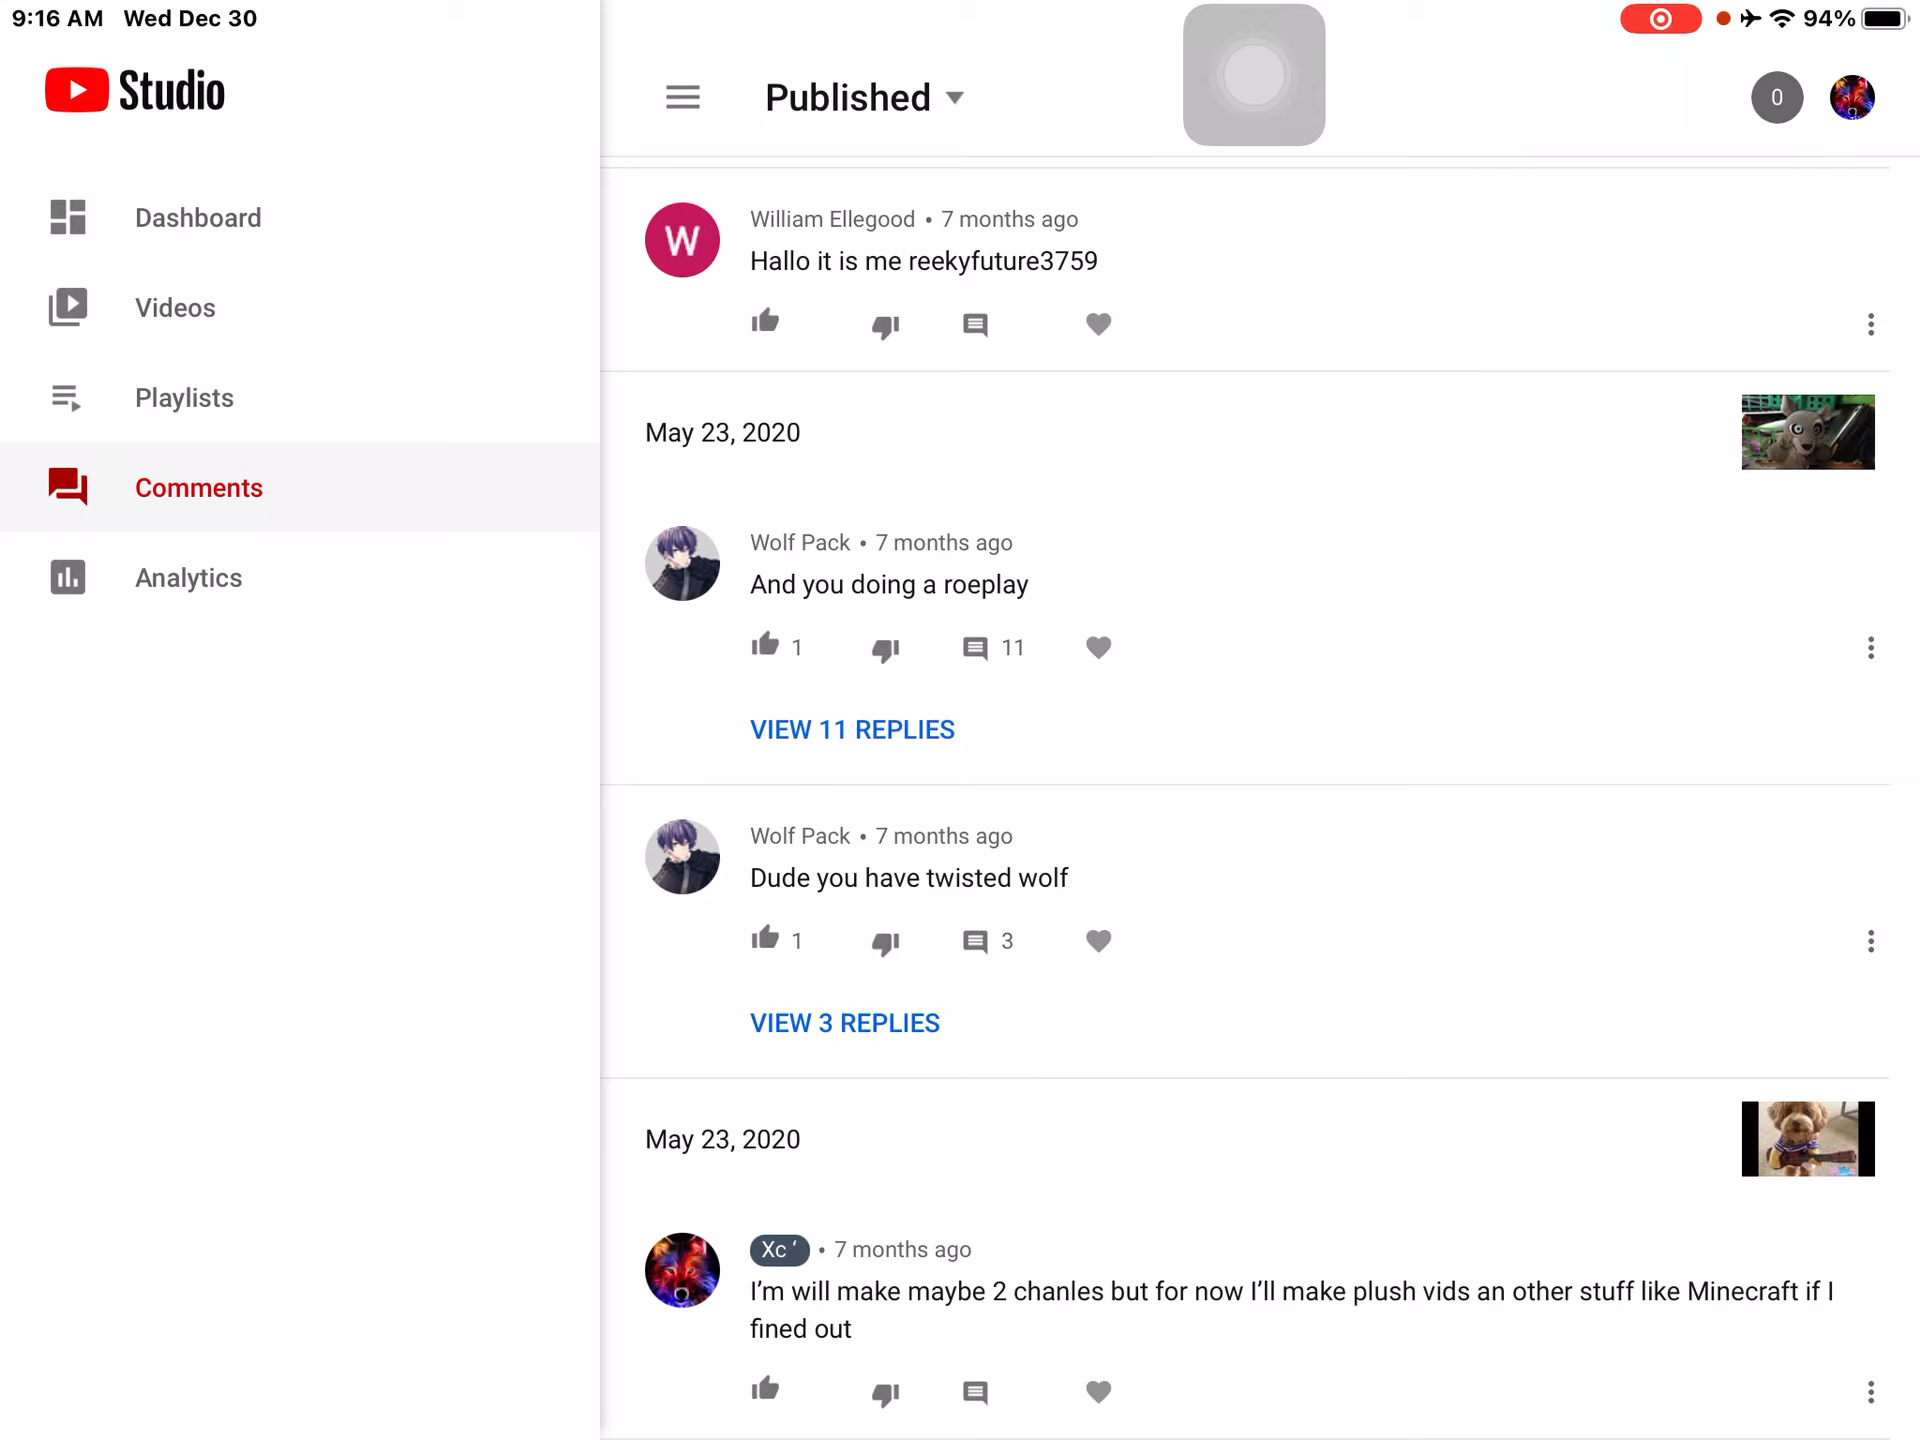 9:16 AM Wed Dec 30
94%
Studio
Published
0
Dashboard
Videos
Playlists
Comments
Analytics
W
William Ellegood • 7 months ago
Hallo it is me reekyfuture3759
May 23, 2020
Wolf Pack • 7 months ago
And you doing a roeplay
1
11
VIEW 11 REPLIES
Wolf Pack • 7 months ago
Dude you have twisted wolf
1
3
VIEW 3 REPLIES
May 23, 2020
Xc ‘ • 7 months ago
I’m will make maybe 2 chanles but for now I’ll make plush vids an other stuff like Minecraft if I
fined out